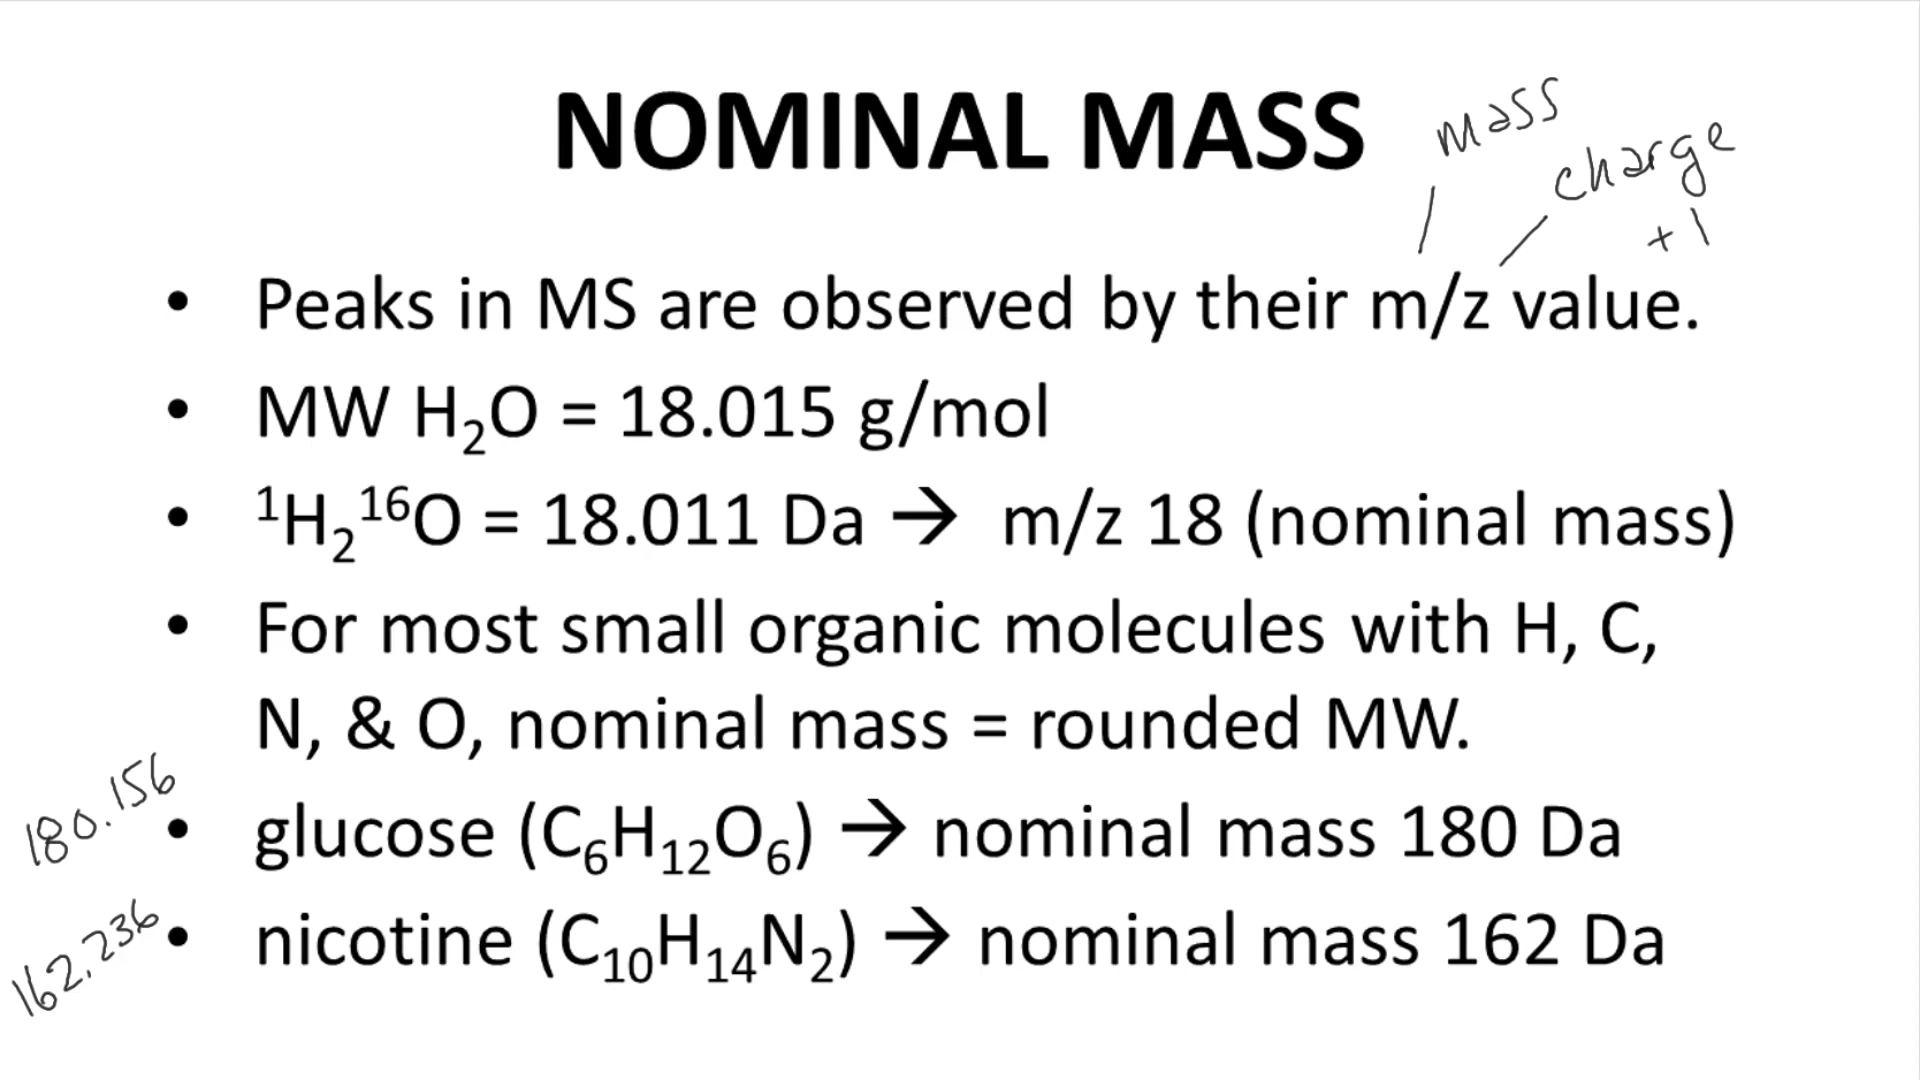 NOMINAL MASS
mass
charge
+1
• Peaks in MS are observed by their m/z value.
• MW H₂O = 18.015 g/mol
• ¹H₂¹⁶O = 18.011 Da → m/z 18 (nominal mass)
• For most small organic molecules with H, C,
N, & O, nominal mass = rounded MW.
180.156
• glucose (C₆H₁₂O₆) → nominal mass 180 Da
162.236
• nicotine (C₁₀H₁₄N₂) → nominal mass 162 Da